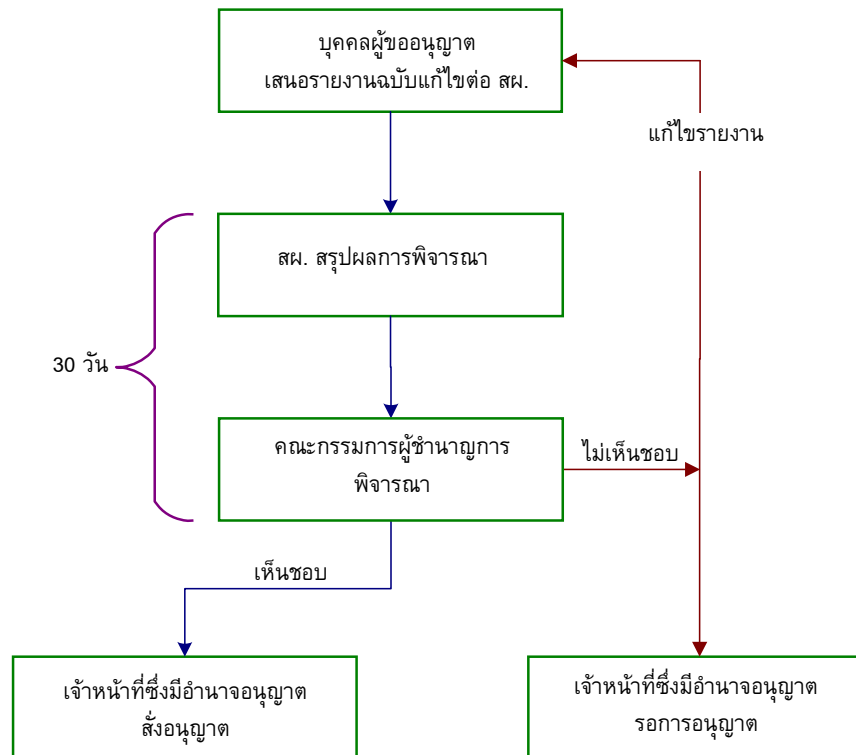 บุคคลผู้ขออนุญาต
เสนอรายงานฉบับแก้ไขต่อ สผ.
แก้ไขรายงาน
สผ. สรุปผลการพิจารณา
30 วัน
คณะกรรมการผู้ชำนาญการ
พิจารณา
ไม่เห็นชอบ
เห็นชอบ
เจ้าหน้าที่ซึ่งมีอำนาจอนุญาต
สั่งอนุญาต
เจ้าหน้าที่ซึ่งมีอำนาจอนุญาต
รอการอนุญาต